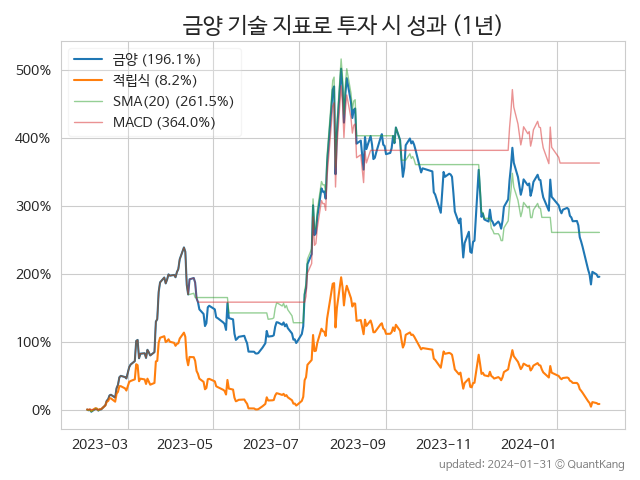 금양 기술 지표로 투자 시 성과 (1년)
금양 (196.1%)
적립식 (8.2%)
SMA(20) (261.5%)
MACD (364.0%)
500%
400%
300%
200%
100%
0%
2023-03 2023-05 2023-07 2023-09 2023-11 2024-01
updated: 2024-01-31 © QuantKang